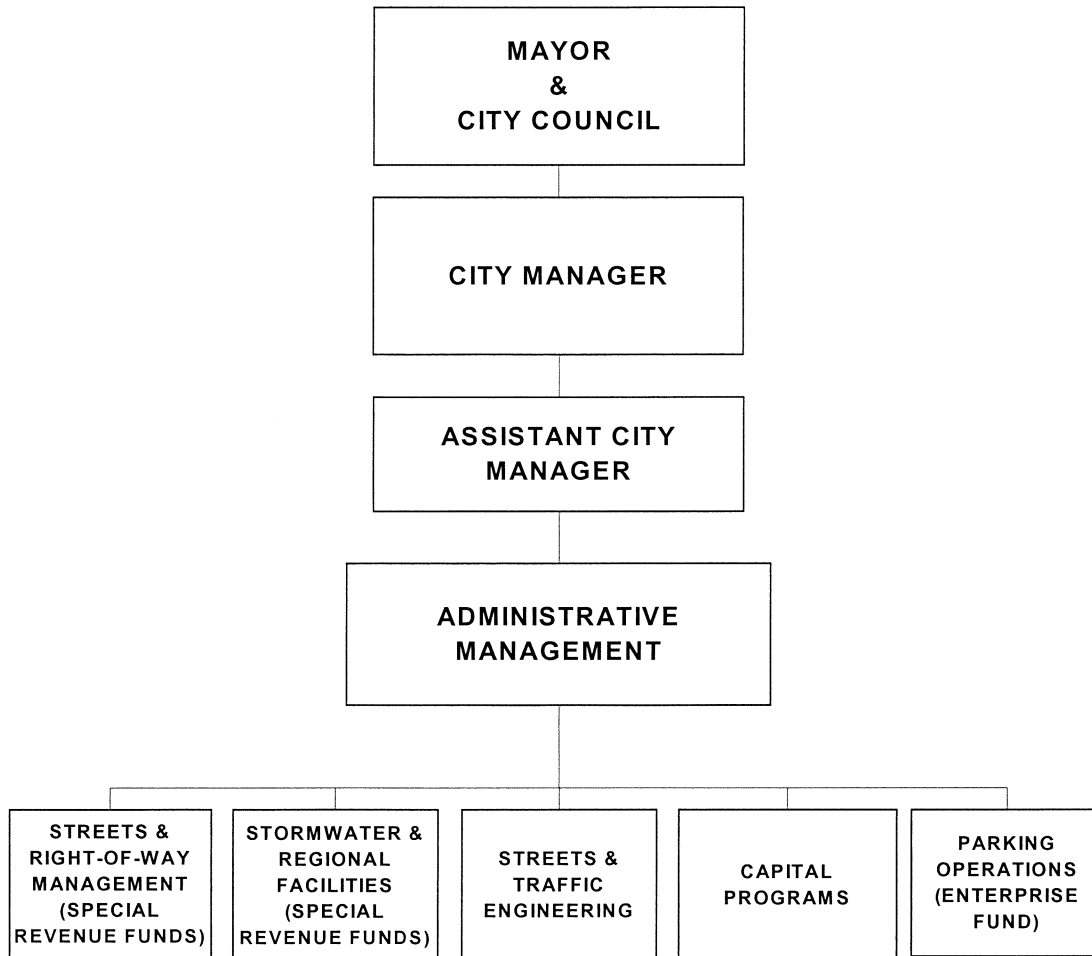 MAYOR
&
CITY COUNCIL
CITY MANAGER
ASSISTANT CITY
MANAGER
ADMINISTRATIVE
MANAGEMENT
STREETS &
RIGHT-OF-WAY
MANAGEMENT
(SPECIAL
REVENUE FUNDS)
STORMWATER &
REGIONAL
FACILITIES
(SPECIAL
REVENUE FUNDS)
STREETS &
TRAFFIC
ENGINEERING
CAPITAL
PROGRAMS
PARKING
OPERATIONS
(ENTERPRISE
FUND)